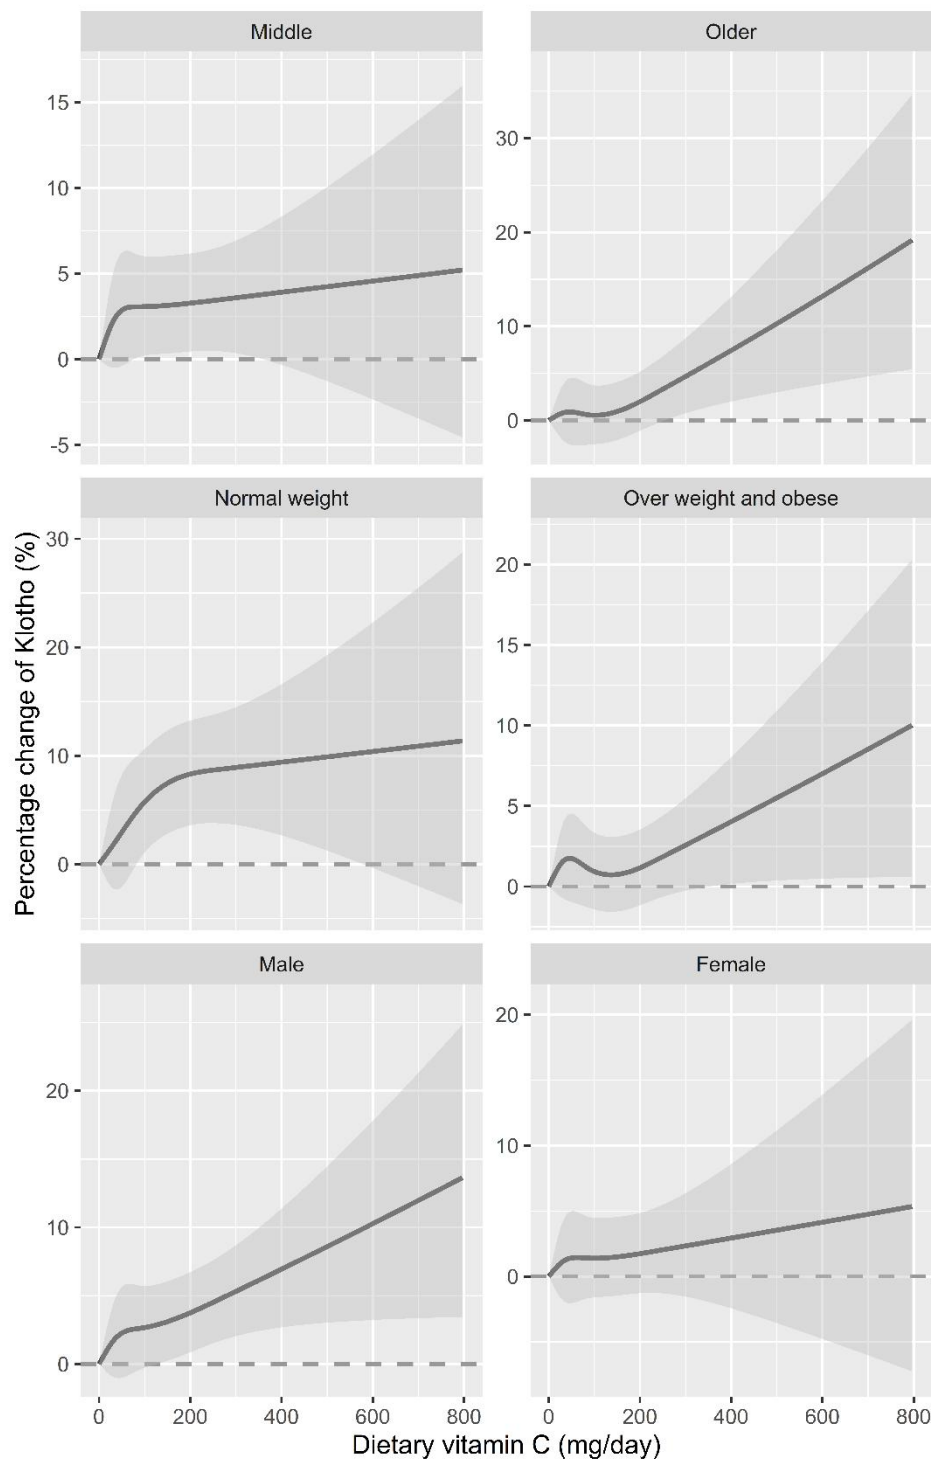 Middle
Older
15
10
5
0
-5
30
20
10
0
Normal weight
Over weight and obese
30
20
10
0
20
15
10
5
0
Percentage change of Klotho (%)
Male
Female
20
10
0
20
10
0
0 200 400 600 800
0 200 400 600 800
Dietary vitamin C (mg/day)